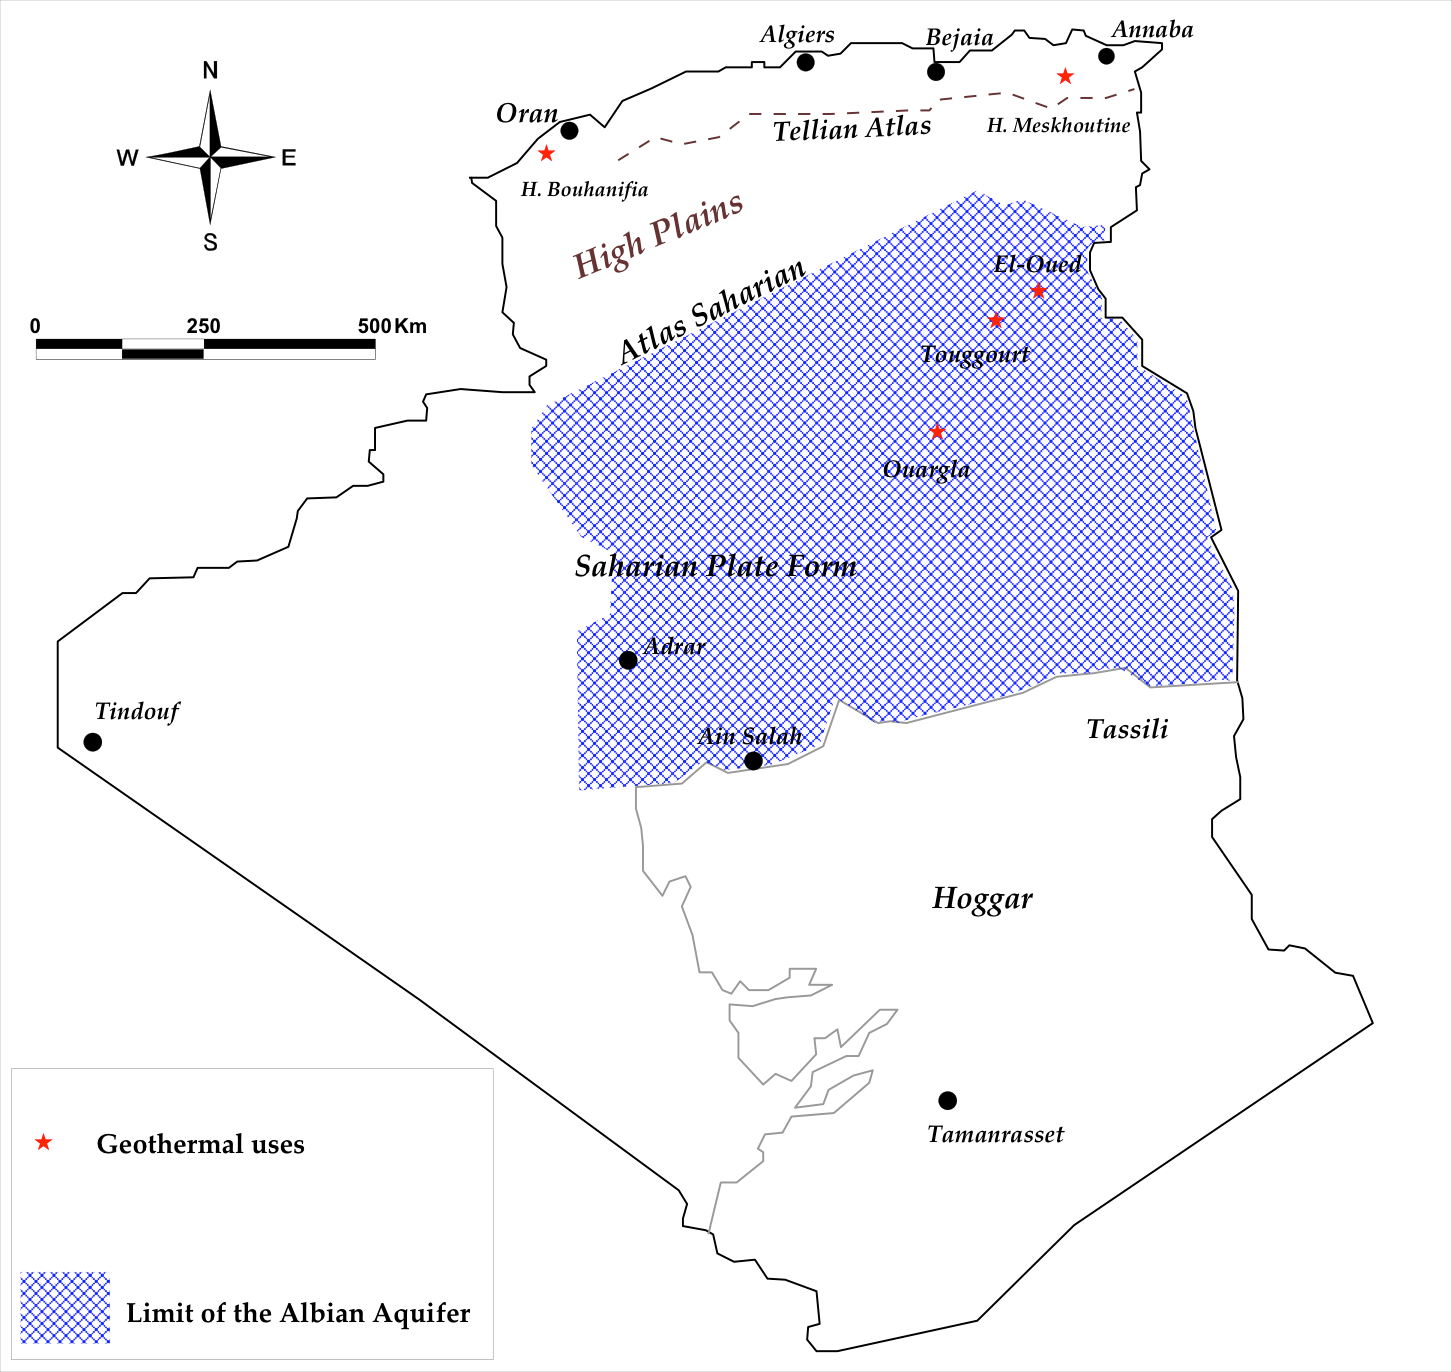 Annaba
Algiers
Bejaia
N
Oran
Tellian Atlas
H. Meskhoutine
W
E
H. Bouhanifia
High Plains
S
El-Oued
Atlas Saharian
0 250 500 Km
Touggourt
Ouargla
Saharian Plate Form
Adrar
Tindouf
Ain Salah
Tassili
Hoggar
Tamanrasset
Geothermal uses
Limit of the Albian Aquifer